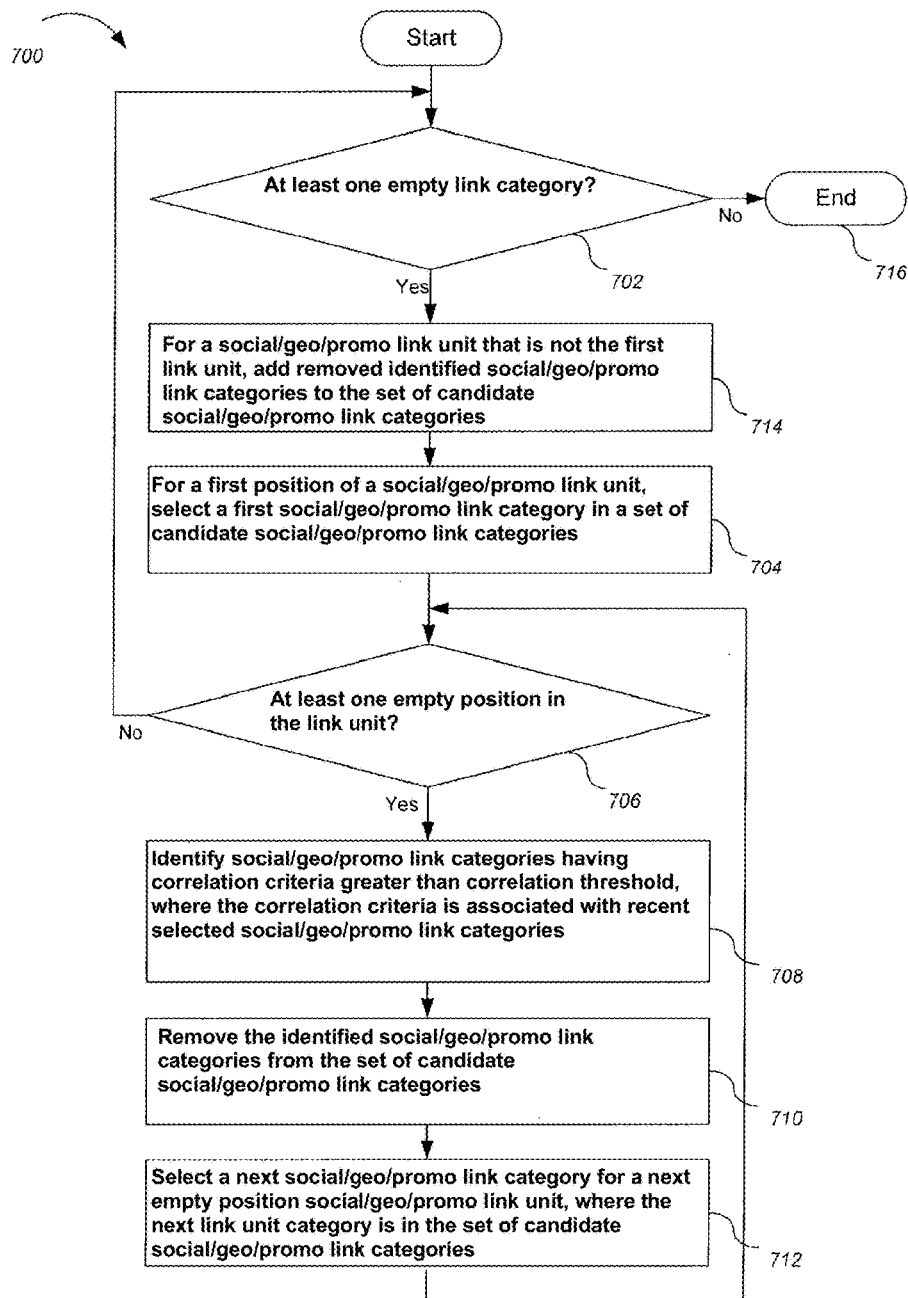 700
Start
At least one empty link category?
No
End
716
702
Yes
For a social/geo/promo link unit that is not the first
link unit, add removed identified social/geo/promo
link categories to the set of candidate
social/geo/promo link categories
714
For a first position of a social/geo/promo link unit,
select a first social/geo/promo link category in a set of
candidate social/geo/promo link categories
704
At least one empty position in
the link unit?
No
706
Yes
Identify social/geo/promo link categories having
correlation criteria greater than correlation threshold,
where the correlation criteria is associated with recent
selected social/geo/promo link categories
708
Remove the identified social/geo/promo link
categories from the set of candidate
social/geo/promo link categories
710
Select a next social/geo/promo link category for a next
empty position social/geo/promo link unit, where the
next link unit category is in the set of candidate
social/geo/promo link categories
712